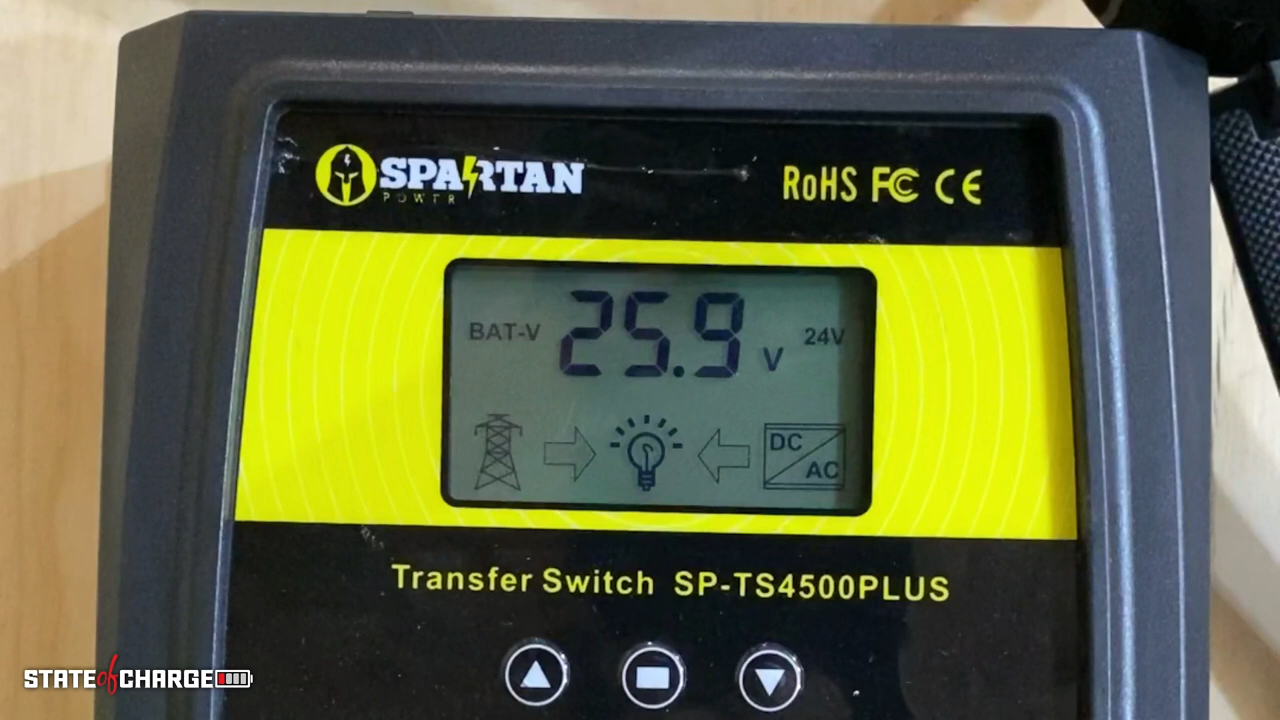 SPARTAN
POWER
RoHS FC CE
BAT-V 25.9 V 24V
DC
AC
Transfer Switch SP-TS4500PLUS
STATE of CHARGE